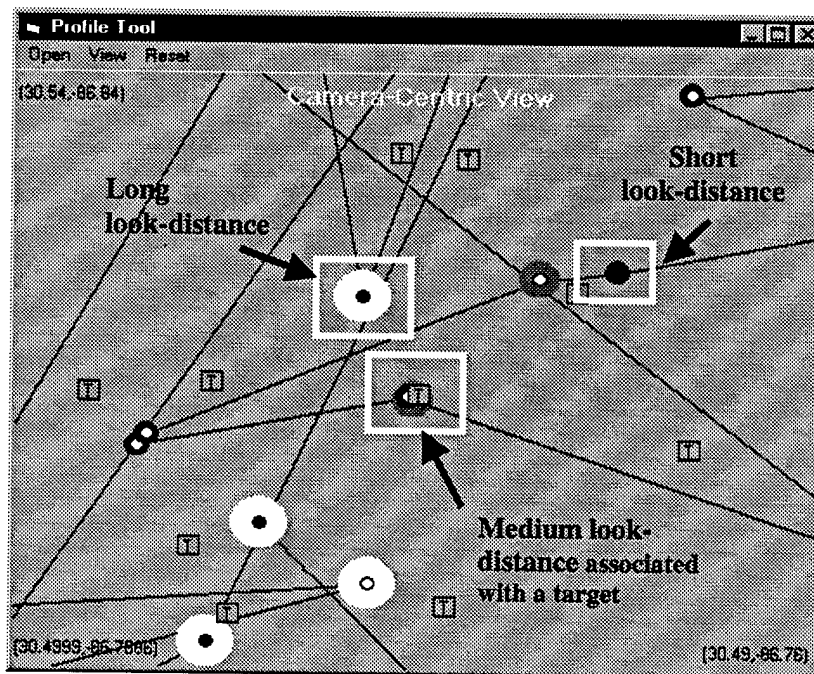 Profile Tool
Open View Reset
(30.54,-86.84)
Camera-Centric View
T
T
Short
look-distance
Long
look-distance
T
T
T
T
T
Medium look-
distance associated
with a target
T
T
T
(30.4999,-86.7886)
(30.49,-86.76)